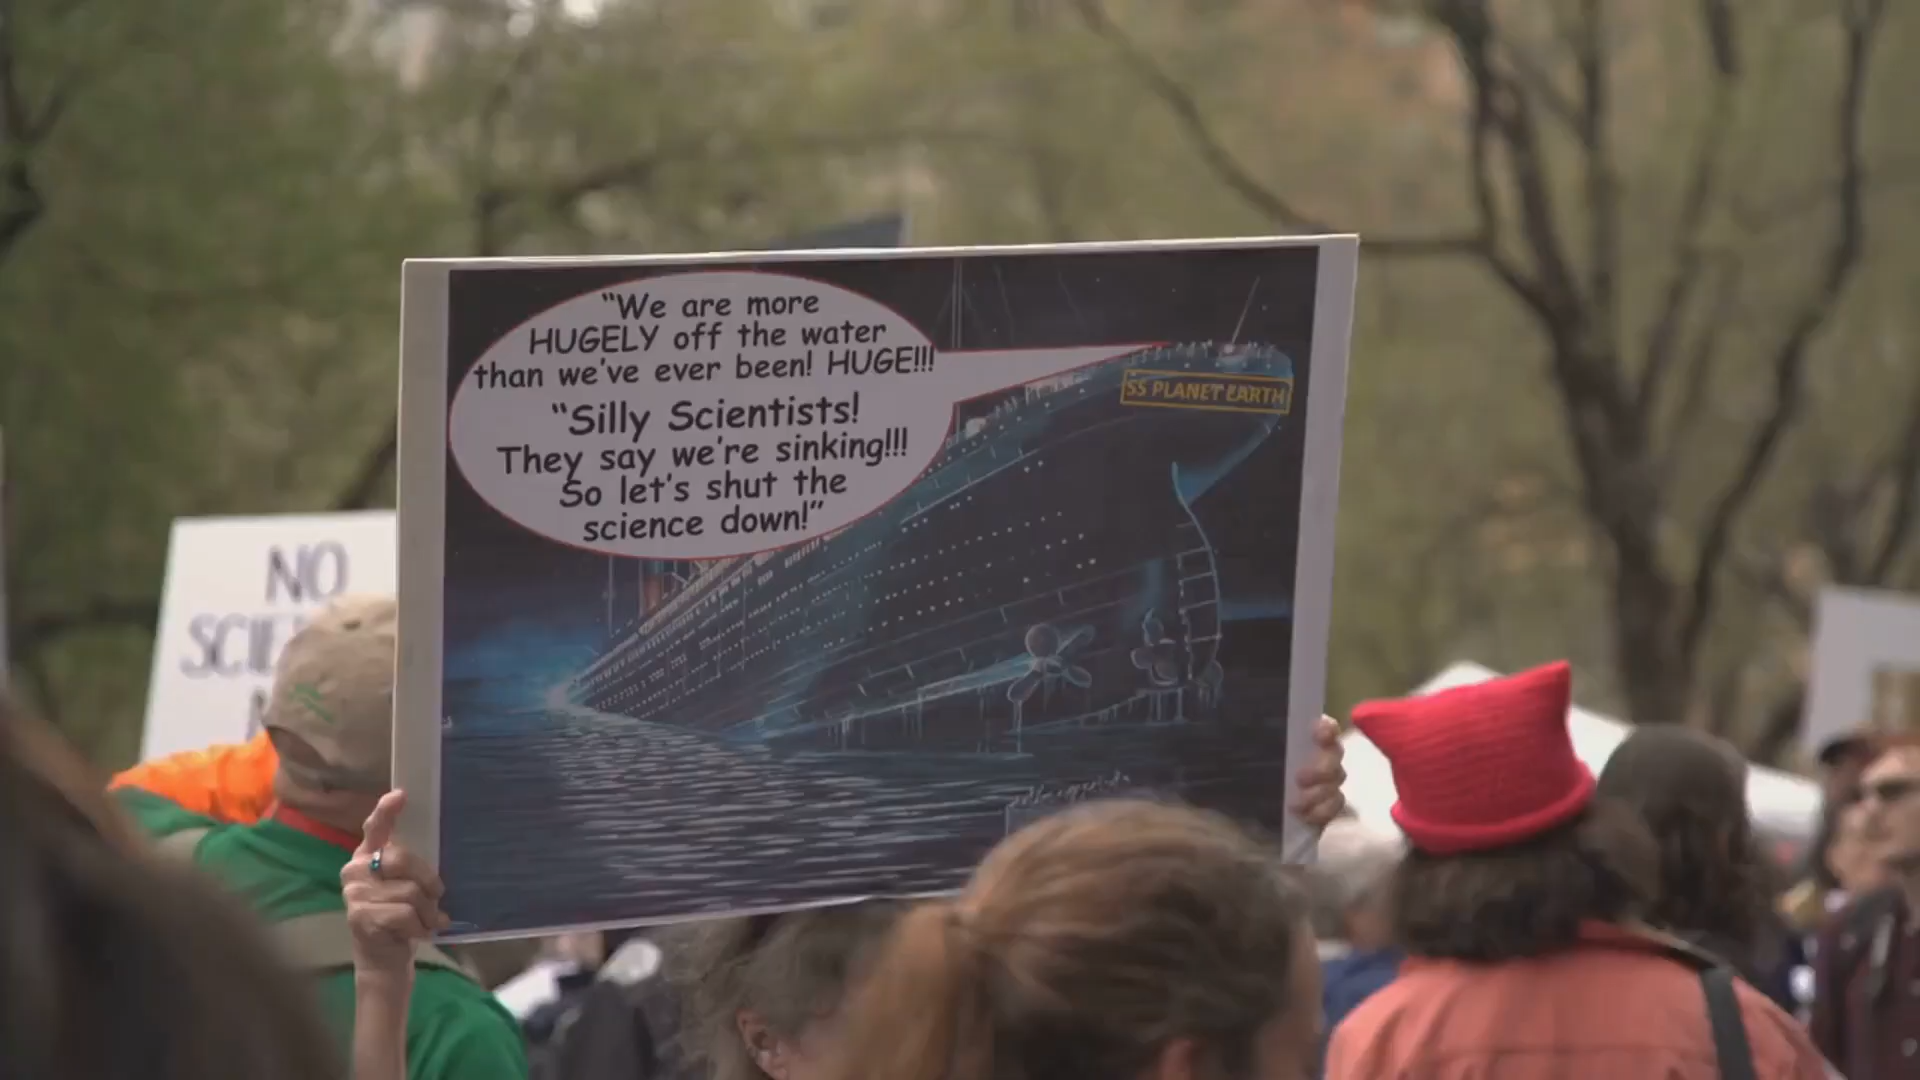 “We are more
HUGELY off the water
than we've ever been! HUGE!!!
“Silly Scientists!
They say we're sinking!!!
So let's shut the
science down!”
SS PLANET EARTH
NO